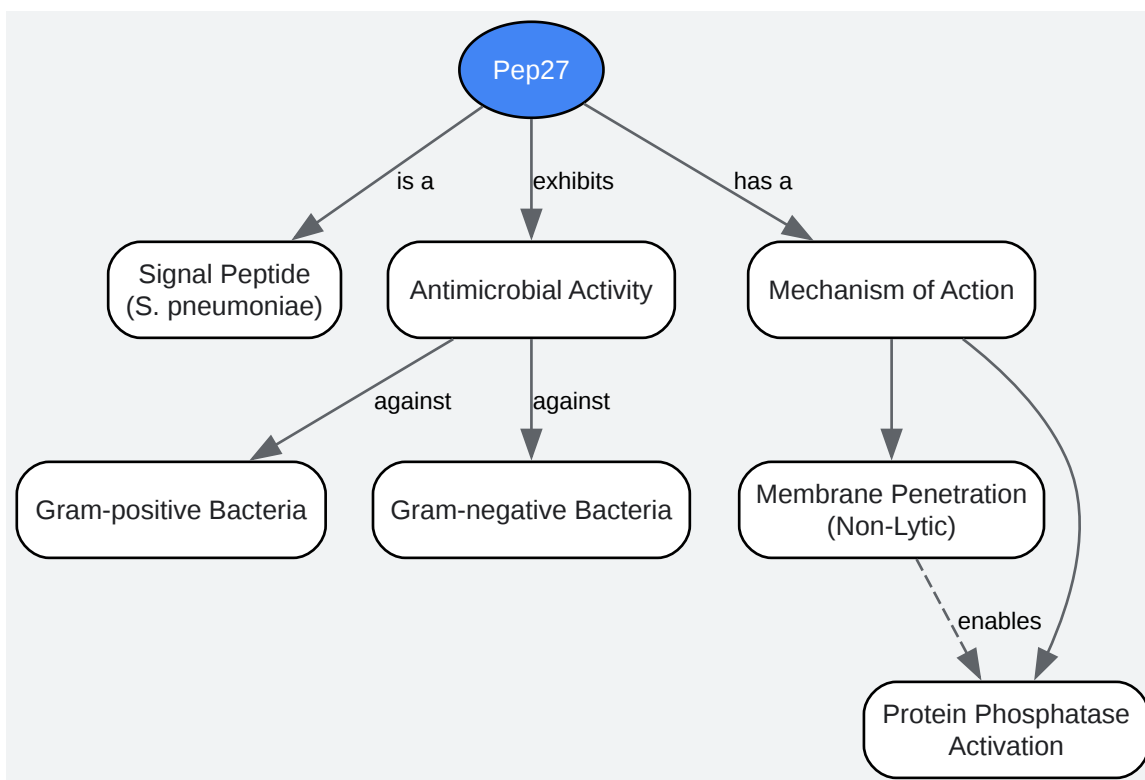 Pep27
is a
exhibits
has a
Signal Peptide
(S. pneumoniae)
Antimicrobial Activity
Mechanism of Action
against
against
Gram-positive Bacteria
Gram-negative Bacteria
Membrane Penetration
(Non-Lytic)
enables
Protein Phosphatase
Activation